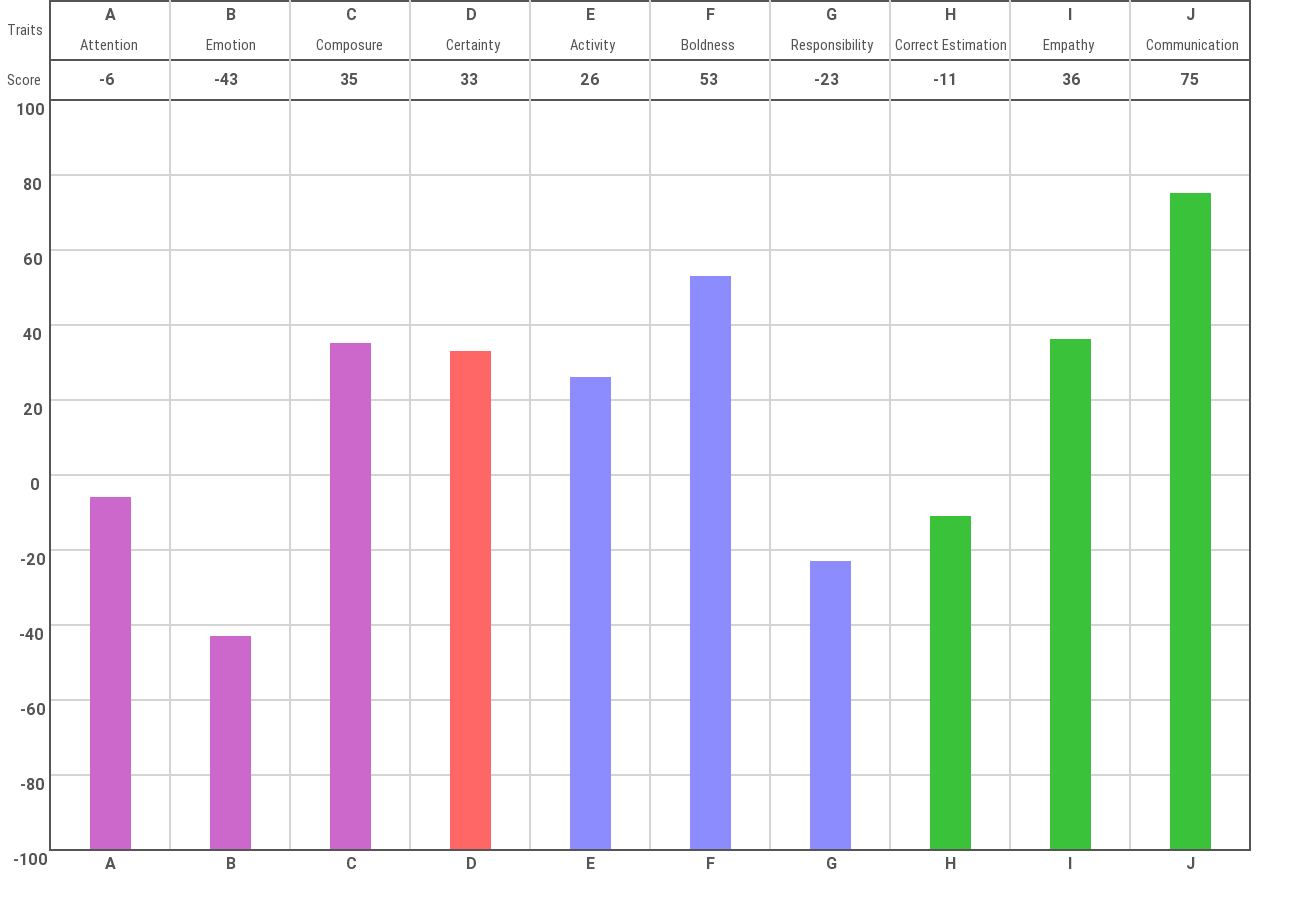 A B C D E F G H I J
Traits
Attention Emotion Composure Certainty Activity Boldness Responsibility Correct Estimation Empathy Communication
Score -6 -43 35 33 26 53 -23 -11 36 75
100
80
60
40
20
0
-20
-40
-60
-80
-100
A B C D E F G H I J